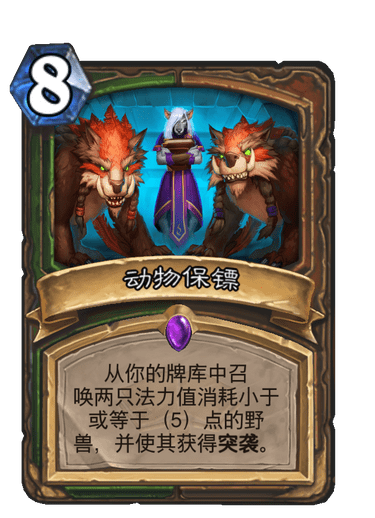 8
动物保镖
从你的牌库中召
唤两只法力值消耗小于
或等于（5）点的野
兽，并使其获得突袭。